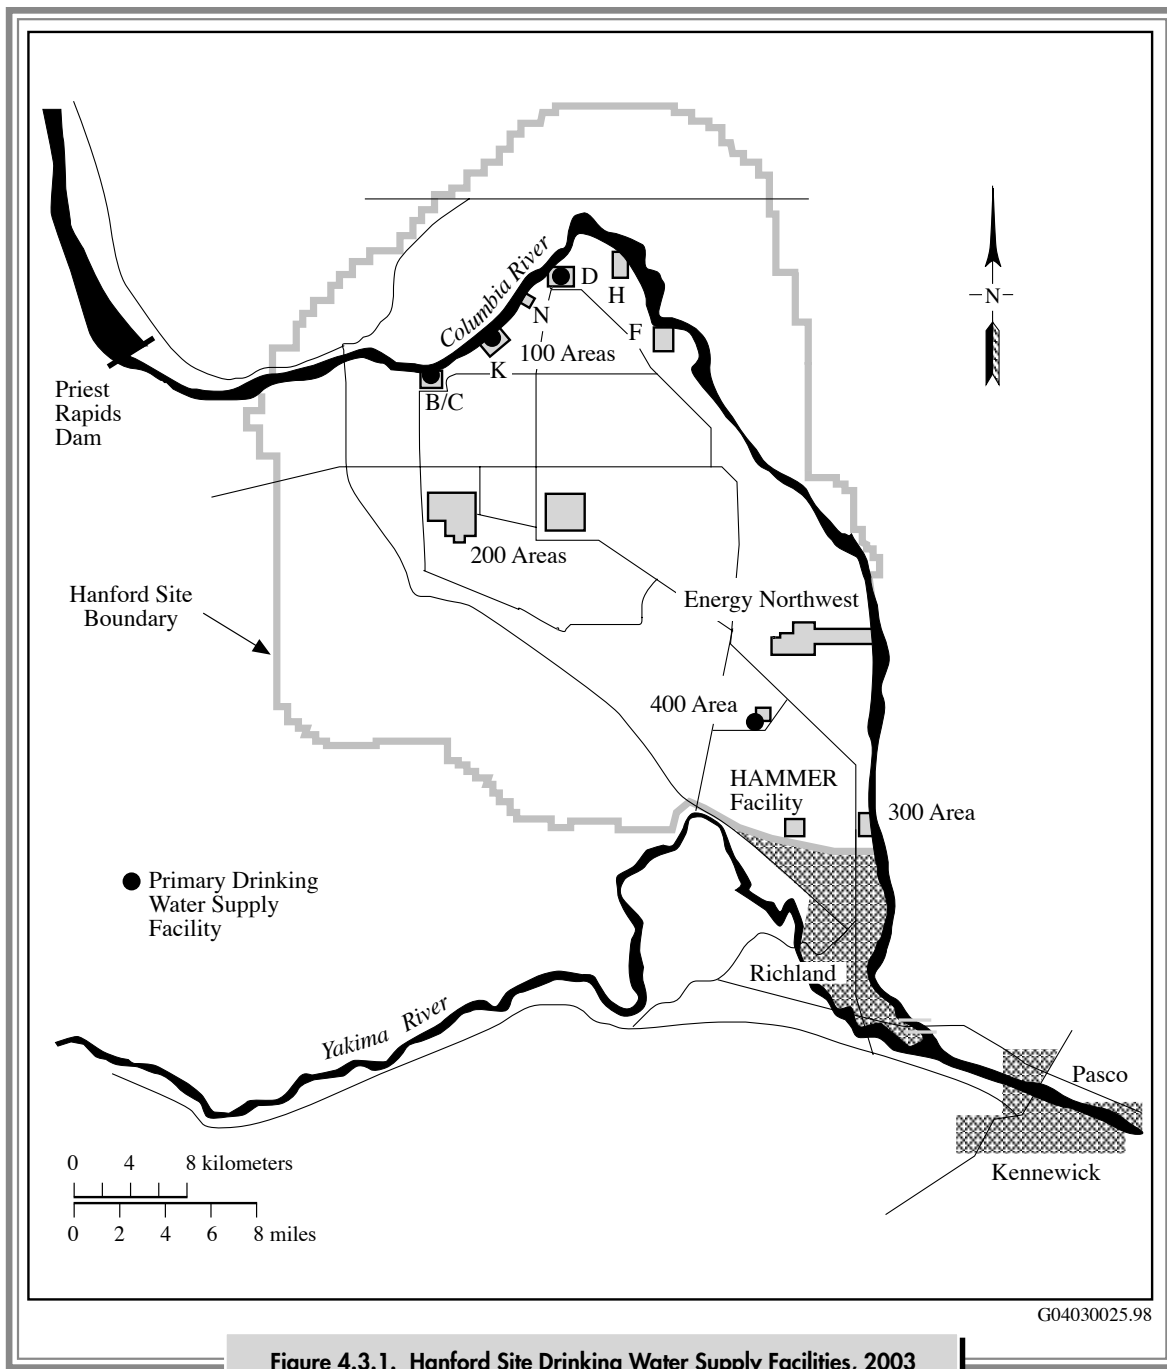 Columbia River
D
H
N
F
100 Areas
K
B/C
Priest
Rapids
Dam
N
200 Areas
Hanford Site
Boundary
Energy Northwest
400 Area
HAMMER
Facility
300 Area
Primary Drinking
Water Supply
Facility
Richland
Yakima River
Pasco
Kennewick
0 4 8 kilometers
0 2 4 6 8 miles
G04030025.98
Figure 4.3.1. Hanford Site Drinking Water Supply Facilities, 2003